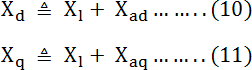 X_d ≜ X_l + X_ad … … .. (10)
X_q ≜ X_l + X_aq … … .. (11)